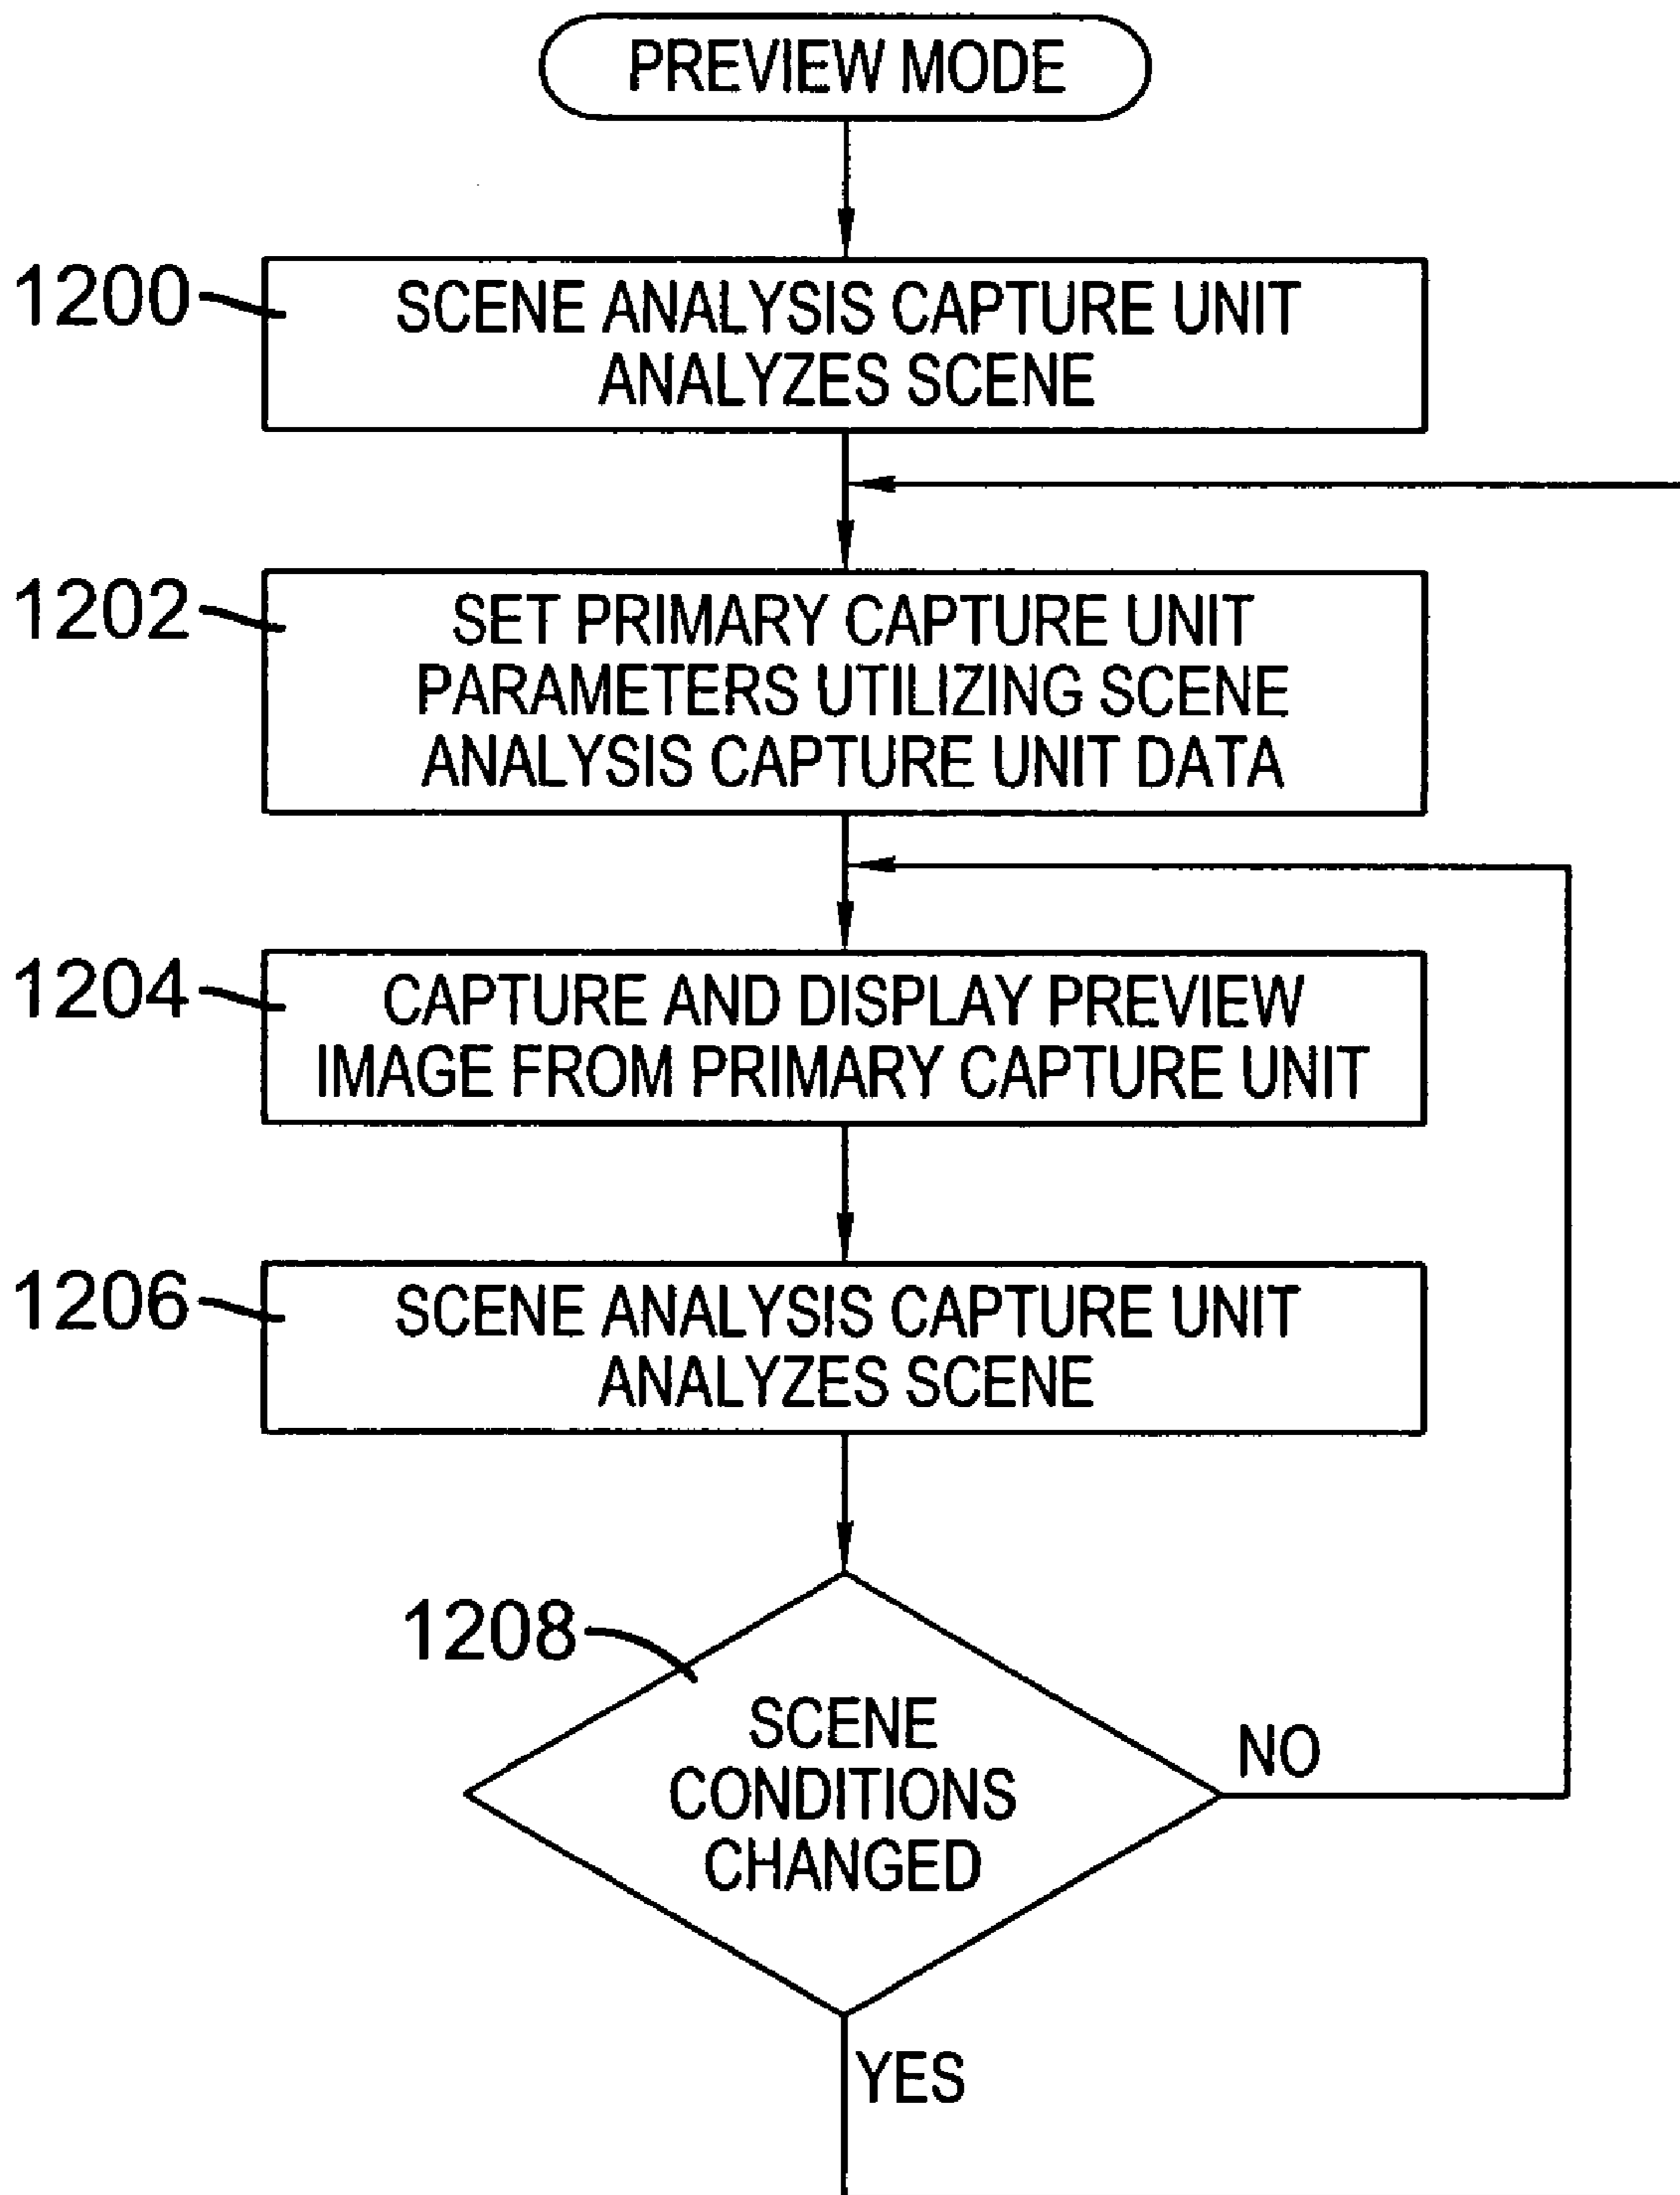 PREVIEW MODE
1200
SCENE ANALYSIS CAPTURE UNIT
ANALYZES SCENE
1202
SET PRIMARY CAPTURE UNIT
PARAMETERS UTILIZING SCENE
ANALYSIS CAPTURE UNIT DATA
1204
CAPTURE AND DISPLAY PREVIEW
IMAGE FROM PRIMARY CAPTURE UNIT
1206
SCENE ANALYSIS CAPTURE UNIT
ANALYZES SCENE
1208
SCENE
CONDITIONS
CHANGED
NO
YES